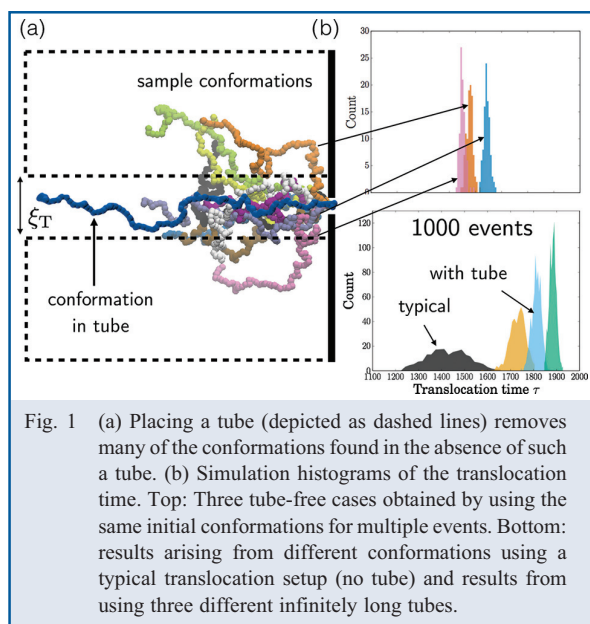 (a)
(b)
sample conformations
ξT
conformation
in tube
30
25
20
15
10
5
0
Count
1000 events
with tube
typical
120
100
80
60
40
20
0
Count
1100 1200 1300 1400 1500 1600 1700 1800 1900 2000
Translocation time τ
Fig. 1 (a) Placing a tube (depicted as dashed lines) removes
many of the conformations found in the absence of such
a tube. (b) Simulation histograms of the translocation
time. Top: Three tube-free cases obtained by using the
same initial conformations for multiple events. Bottom:
results arising from different conformations using a
typical translocation setup (no tube) and results from
using three different infinitely long tubes.